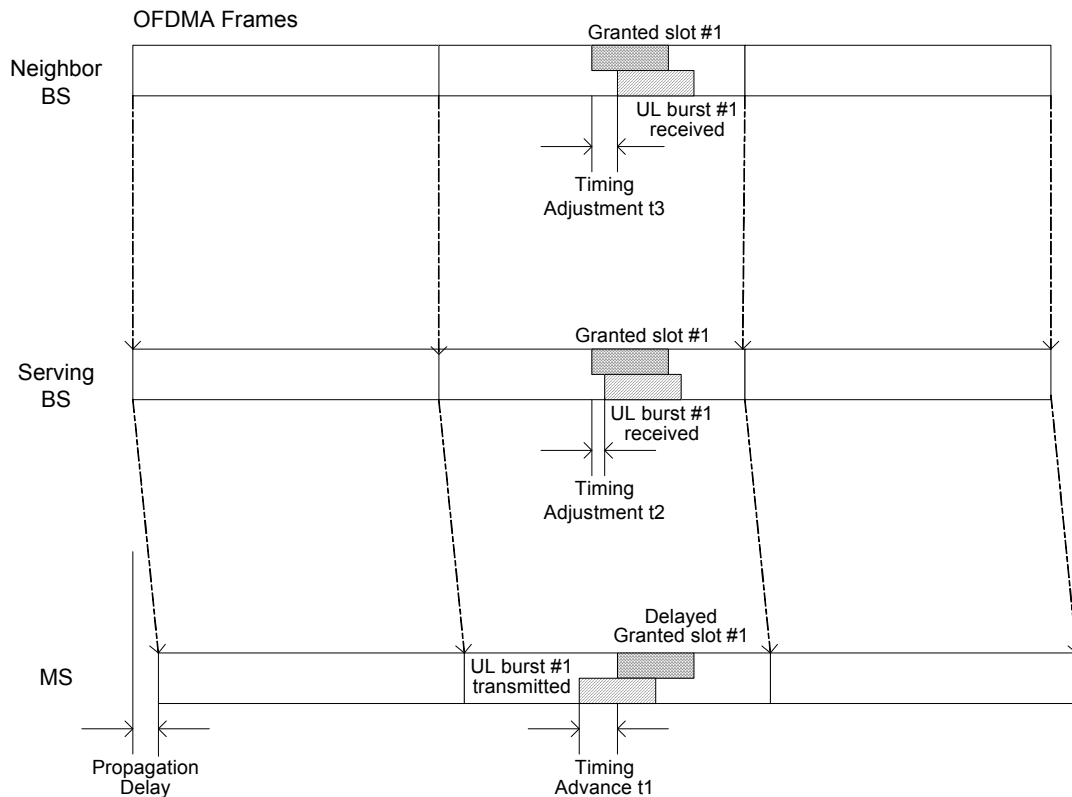 OFDMA Frames
Neighbor
BS
Granted slot #1
UL burst #1
received
Timing
Adjustment t3
Serving
BS
Granted slot #1
UL burst #1
received
Timing
Adjustment t2
MS
Delayed
Granted slot #1
UL burst #1
transmitted
Propagation
Delay
Timing
Advance t1